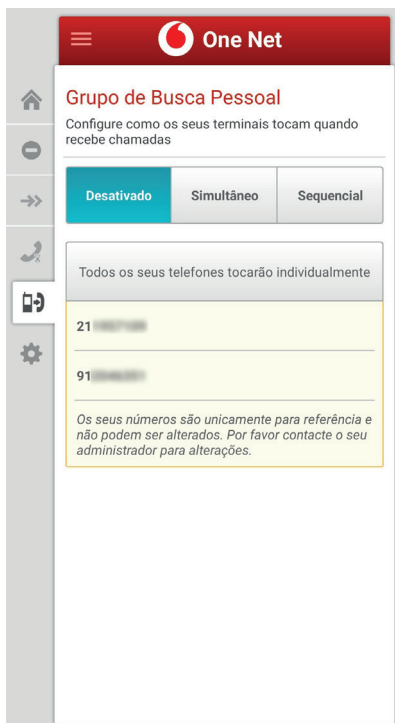 One Net
Grupo de Busca Pessoal
Configure como os seus terminais tocam quando
recebe chamadas
Desativado Simultâneo Sequencial
Todos os seus telefones tocarão individualmente
21
91
Os seus números são unicamente para referência e
não podem ser alterados. Por favor contacte o seu
administrador para alterações.